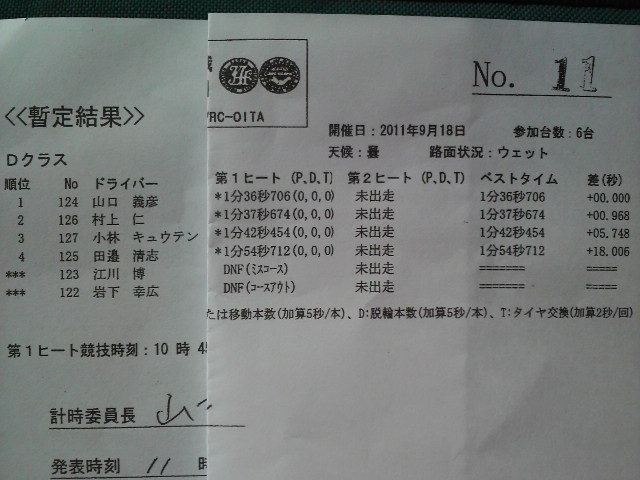 No. 11
VRC-OITA
開催日：2011年9月18日 参加台数：6台
<<暫定結果>>
天候：曇 路面状況：ウェット
Dクラス
順位 No ドライバー 第1ヒート (P,D,T) 第2ヒート (P,D,T) ベストタイム 差(秒)
1 124 山口 義彦 *1分36秒706(0,0,0) 未出走 1分36秒706 +00.000
2 126 村上 仁 *1分37秒674(0,0,0) 未出走 1分37秒674 +00.968
3 127 小林 キュウテン *1分42秒454(0,0,0) 未出走 1分42秒454 +05.748
4 125 田邉 清志 *1分54秒712(0,0,0) 未出走 1分54秒712 +18.006
*** 123 江川 博 DNF(ミスコース) 未出走 ======= =======
*** 122 岩下 幸広 DNF(コースアウト) 未出走 ======= =======
たは移動本数(加算5秒/本)、D:脱輪本数(加算5秒/本)、T:タイヤ交換(加算2秒/回)
第1ヒート競技時刻：10 時 45
計時委員長
発表時刻 11 時